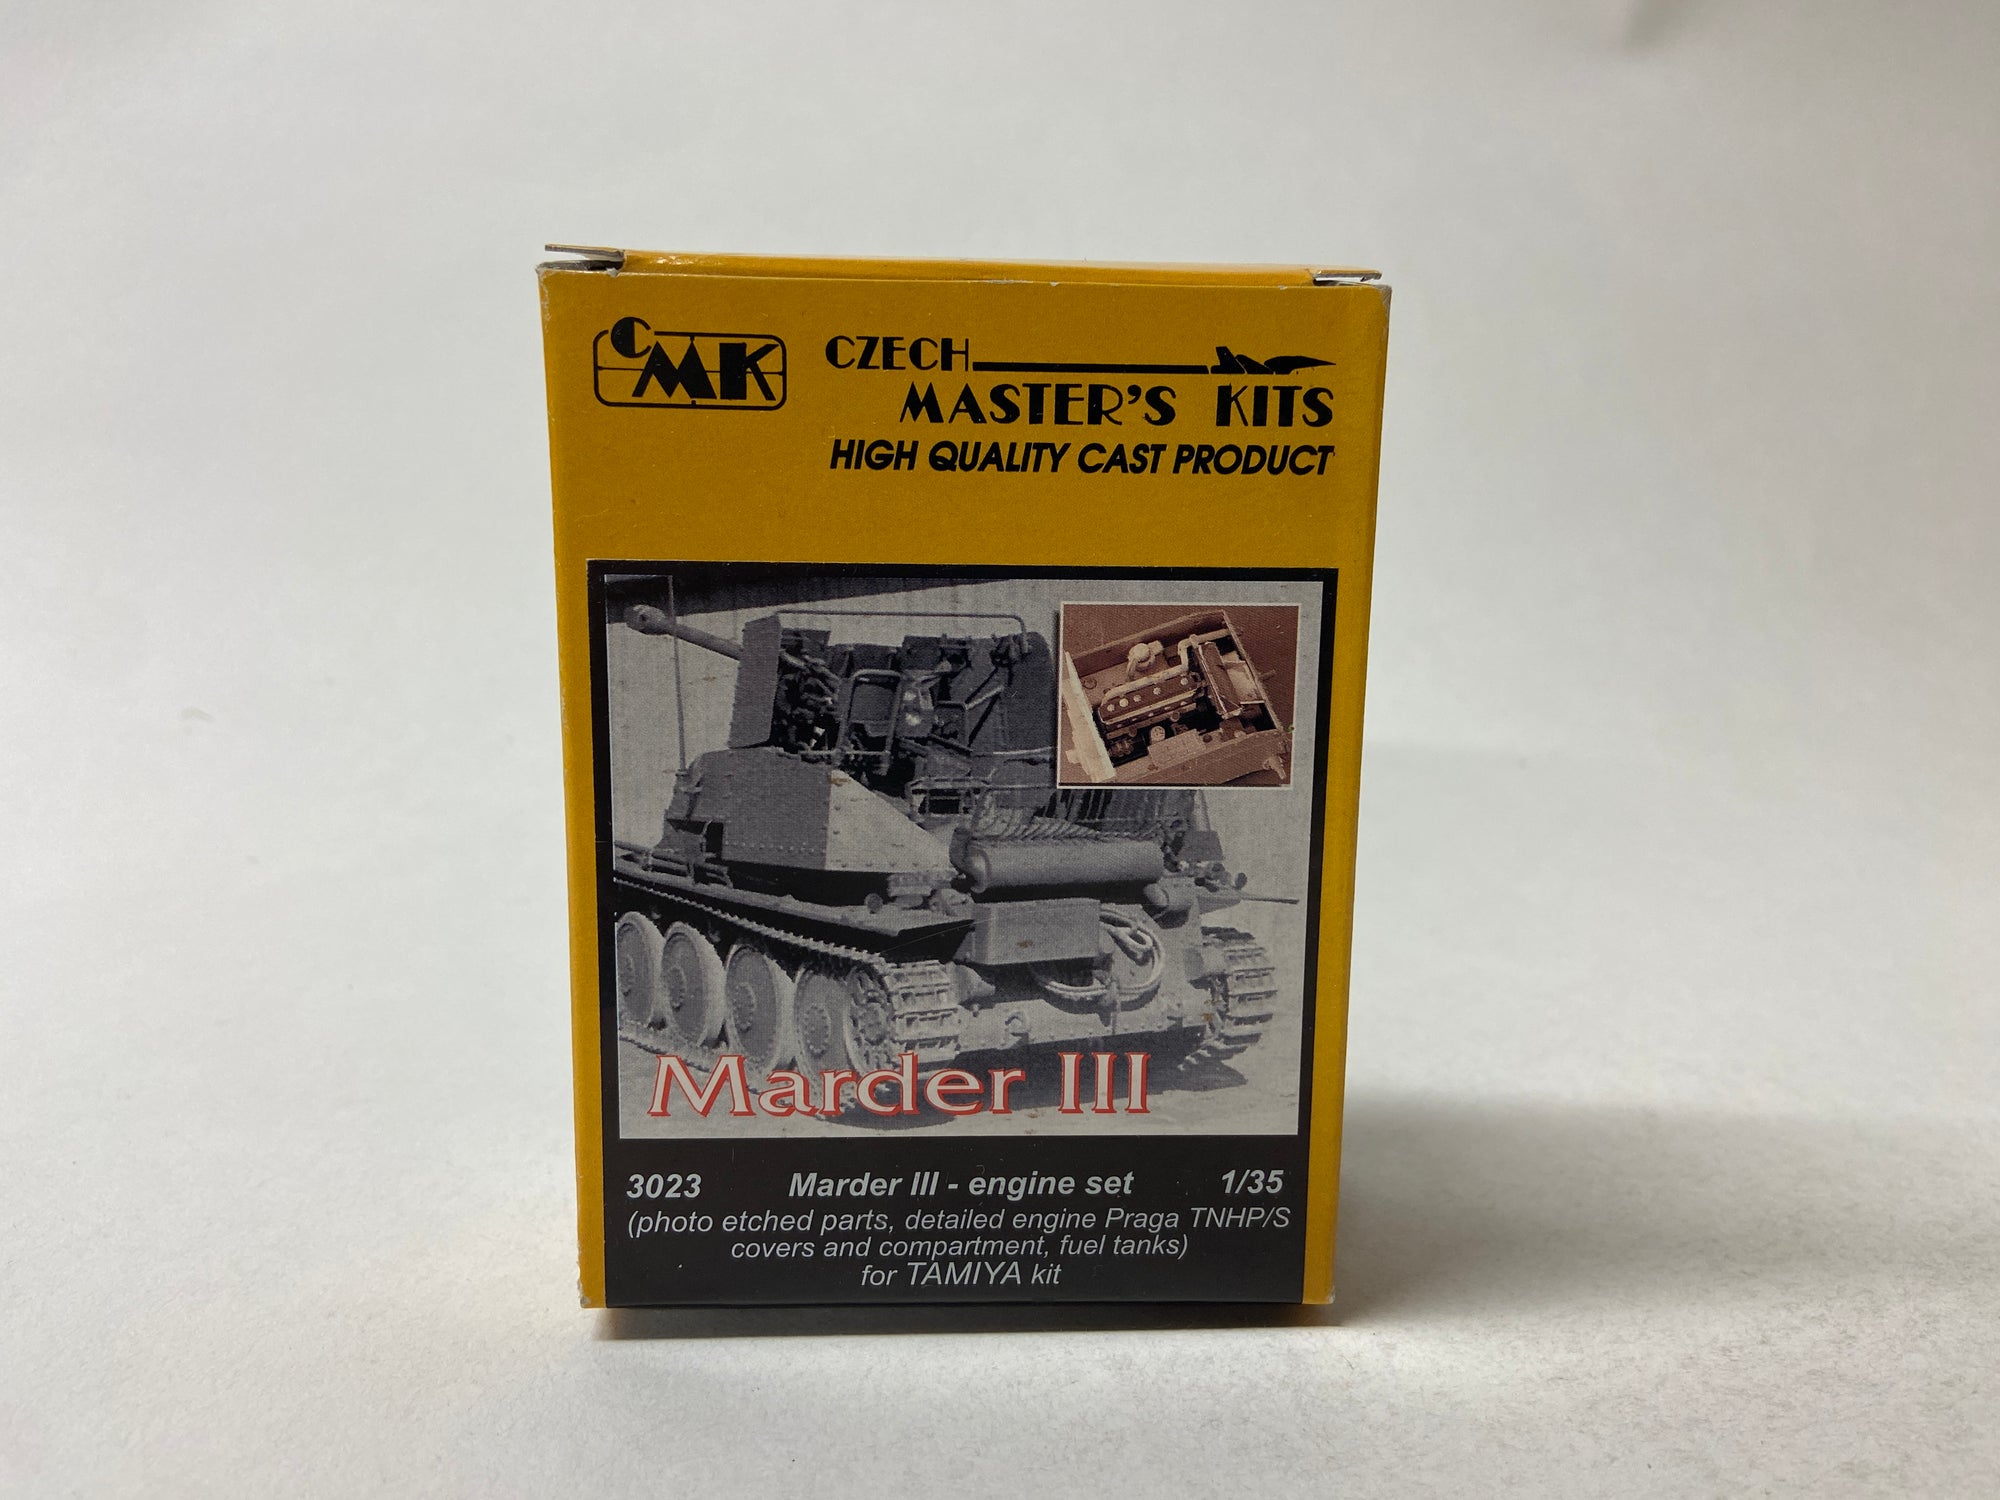 CMK
CZECH
MASTER'S KITS
HIGH QUALITY CAST PRODUCT
Marder III
3023 Marder III - engine set 1/35
(photo etched parts, detailed engine Praga TNHP/S
covers and compartment, fuel tanks)
for TAMIYA kit